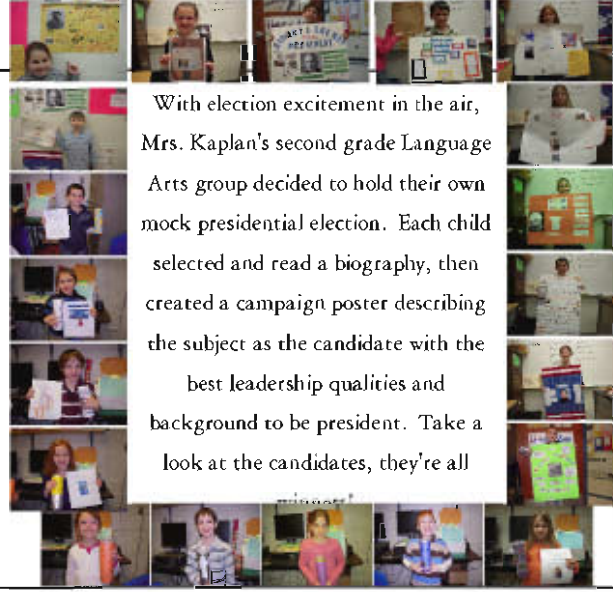 With election excitement in the air,
Mrs. Kaplan's second grade Language
Arts group decided to hold their own
mock presidential election. Each child
selected and read a biography, then
created a campaign poster describing
the subject as the candidate with the
best leadership qualities and
background to be president. Take a
look at the candidates, they're all